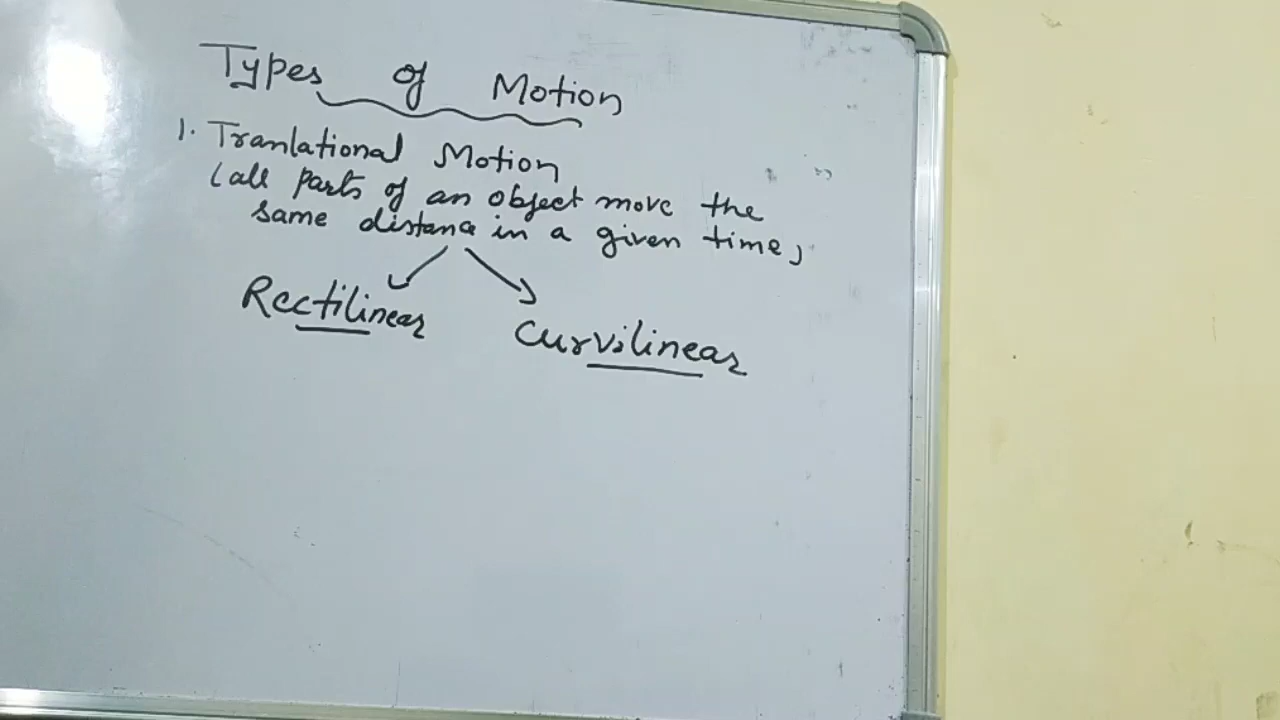 Types of Motion
1. Tranlational Motion
(all parts of an object move the
same distance in a given time)
Rectilinear
Curvilinear